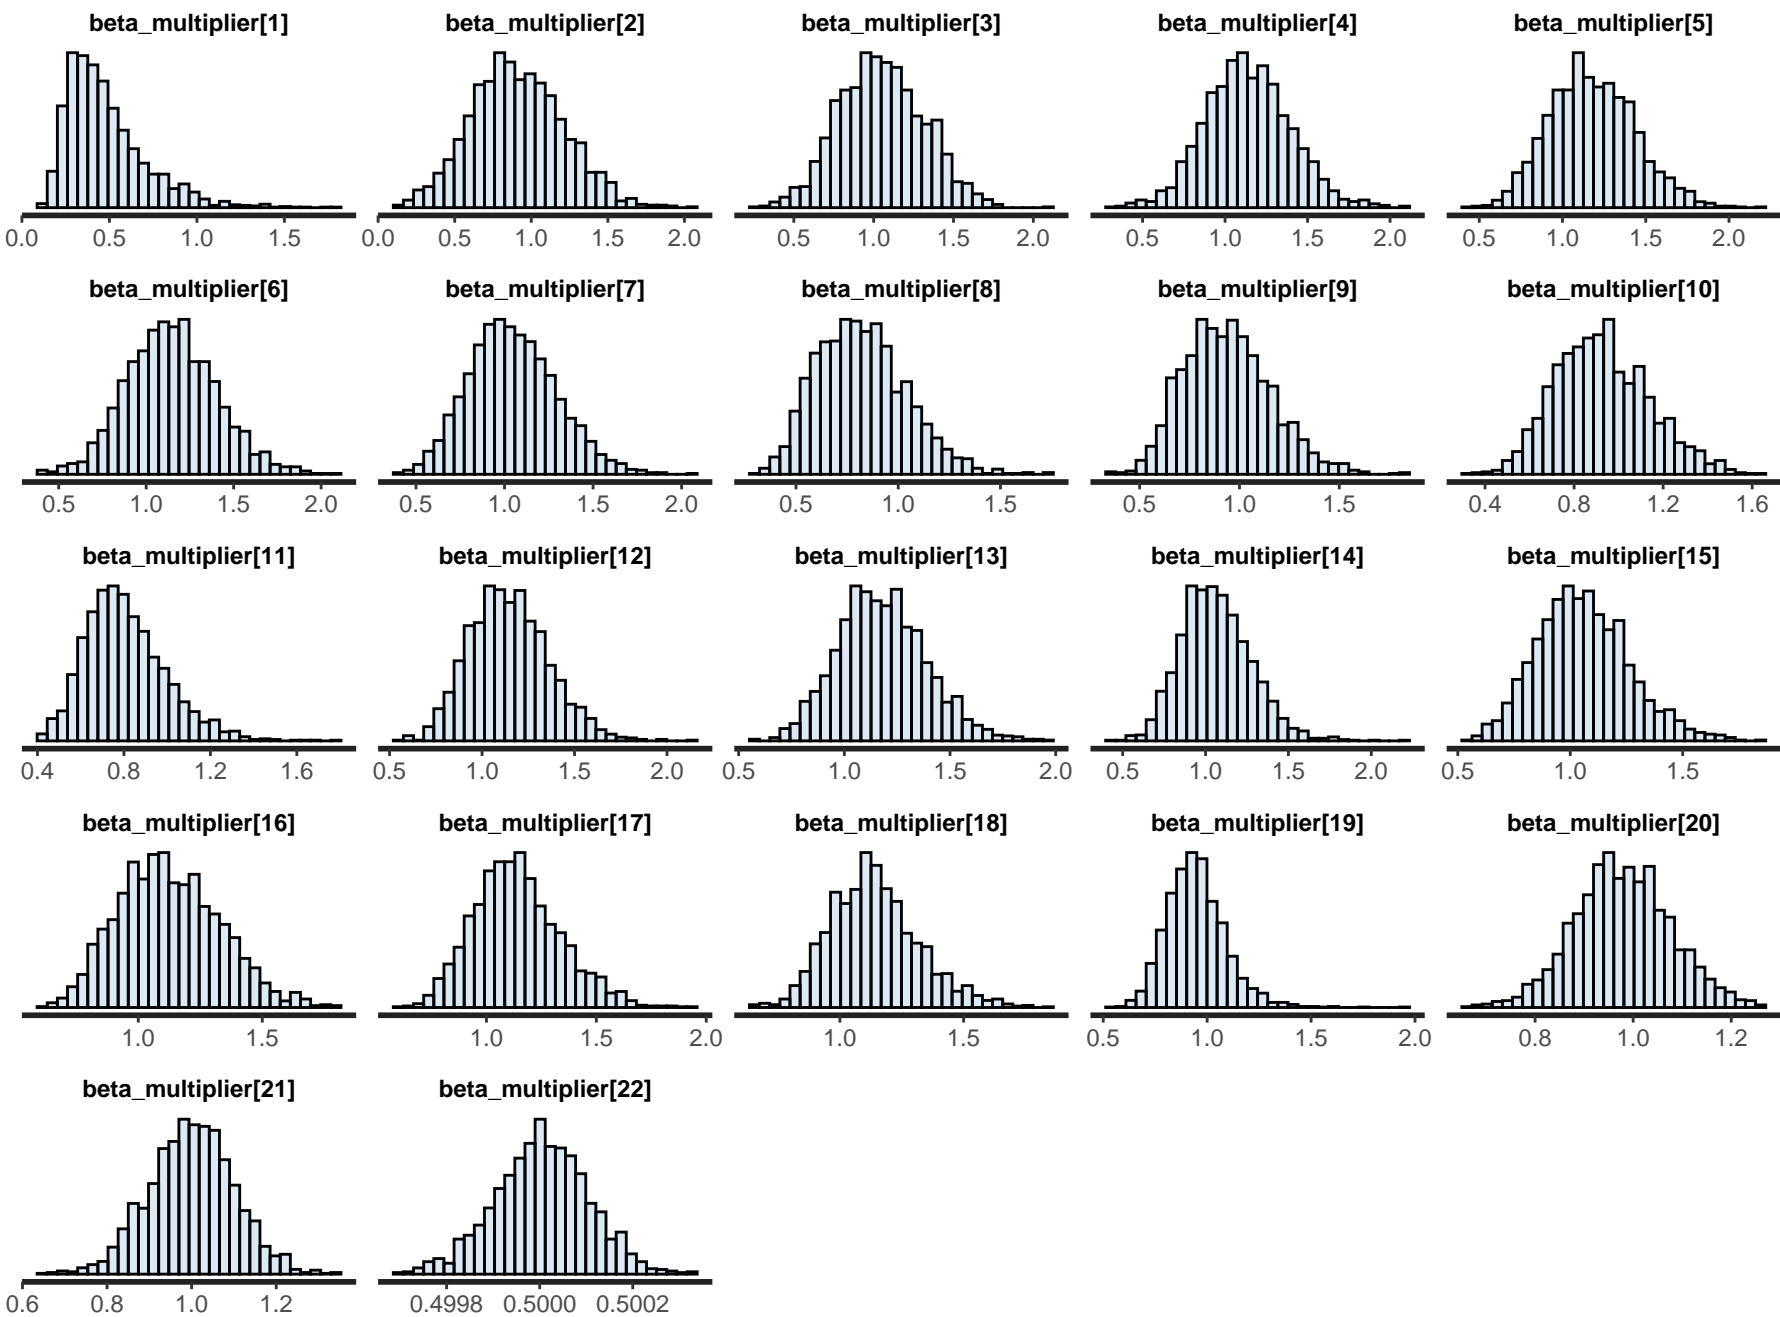 beta_multiplier[1] beta_multiplier[2] beta_multiplier[3] beta_multiplier[4] beta_multiplier[5]
0.0 0.5 1.0 1.5 0.0 0.5 1.0 1.5 2.0 0.5 1.0 1.5 2.0 0.5 1.0 1.5 2.0 0.5 1.0 1.5 2.0
beta_multiplier[6] beta_multiplier[7] beta_multiplier[8] beta_multiplier[9] beta_multiplier[10]
0.5 1.0 1.5 2.0 0.5 1.0 1.5 2.0 0.5 1.0 1.5 0.5 1.0 1.5 0.4 0.8 1.2 1.6
beta_multiplier[11] beta_multiplier[12] beta_multiplier[13] beta_multiplier[14] beta_multiplier[15]
0.4 0.8 1.2 1.6 0.5 1.0 1.5 2.0 0.5 1.0 1.5 2.0 0.5 1.0 1.5 2.0 0.5 1.0 1.5
beta_multiplier[16] beta_multiplier[17] beta_multiplier[18] beta_multiplier[19] beta_multiplier[20]
1.0 1.5 1.0 1.5 2.0 1.0 1.5 0.5 1.0 1.5 2.0 0.8 1.0 1.2
beta_multiplier[21] beta_multiplier[22]
0.6 0.8 1.0 1.2 0.4998 0.5000 0.5002